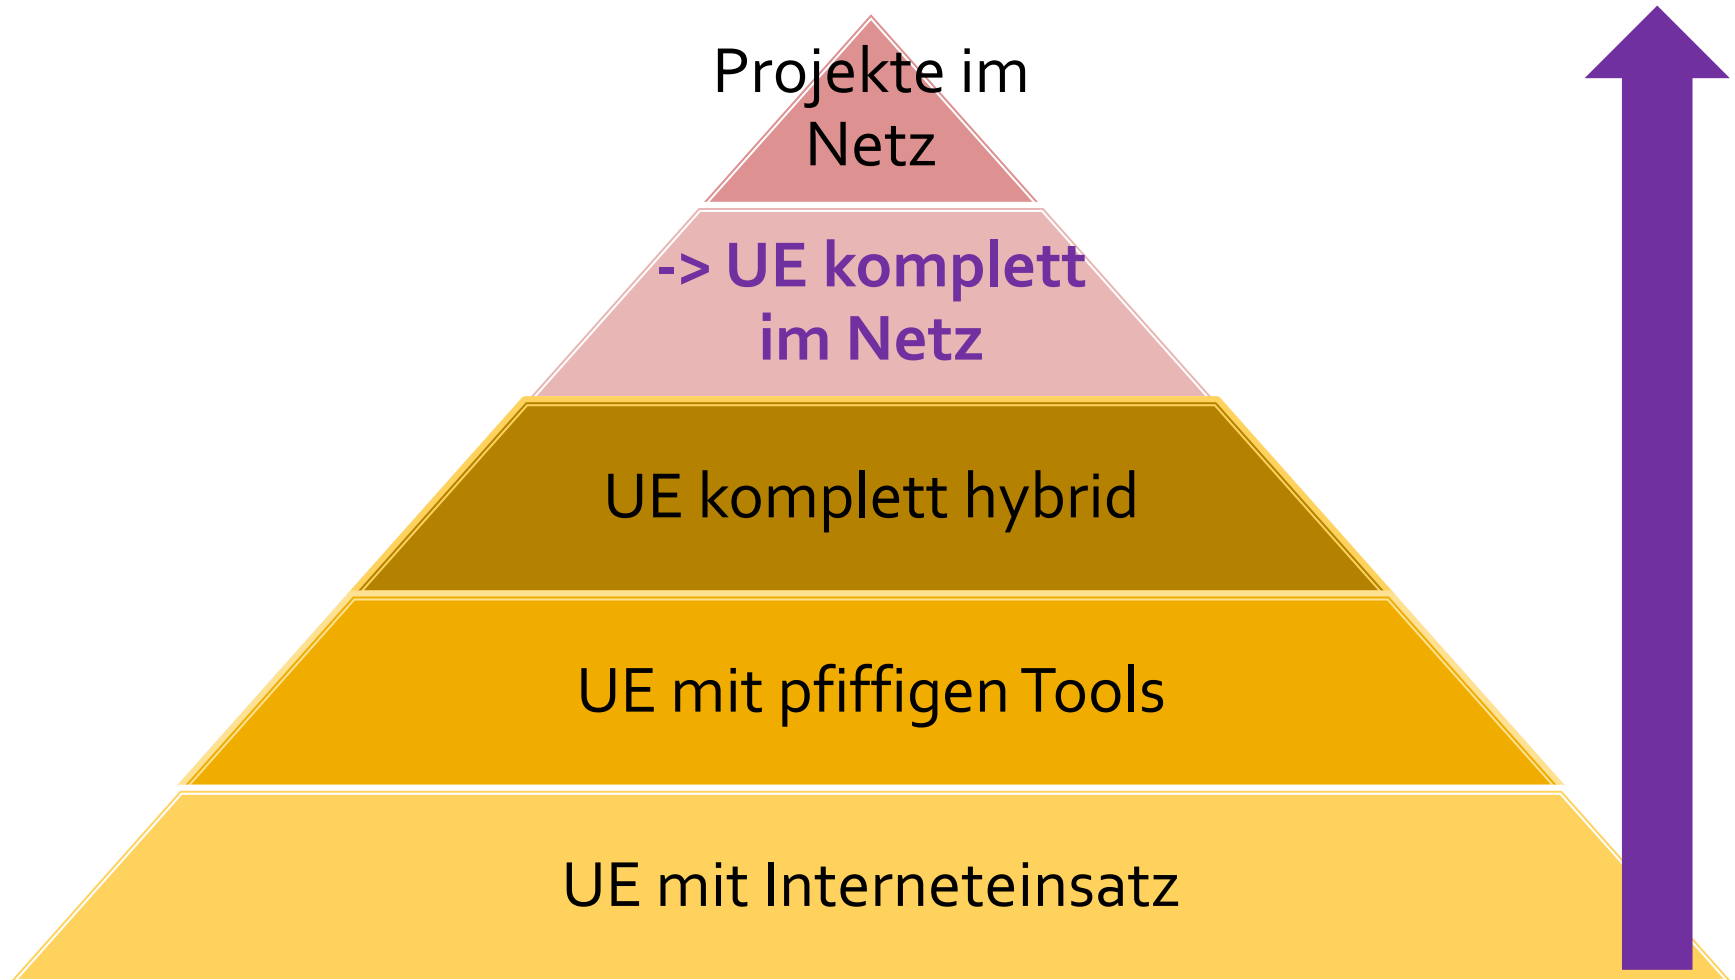 Projekte im
Netz
-> UE komplett
im Netz
UE komplett hybrid
UE mit pfiffigen Tools
UE mit Interneteinsatz